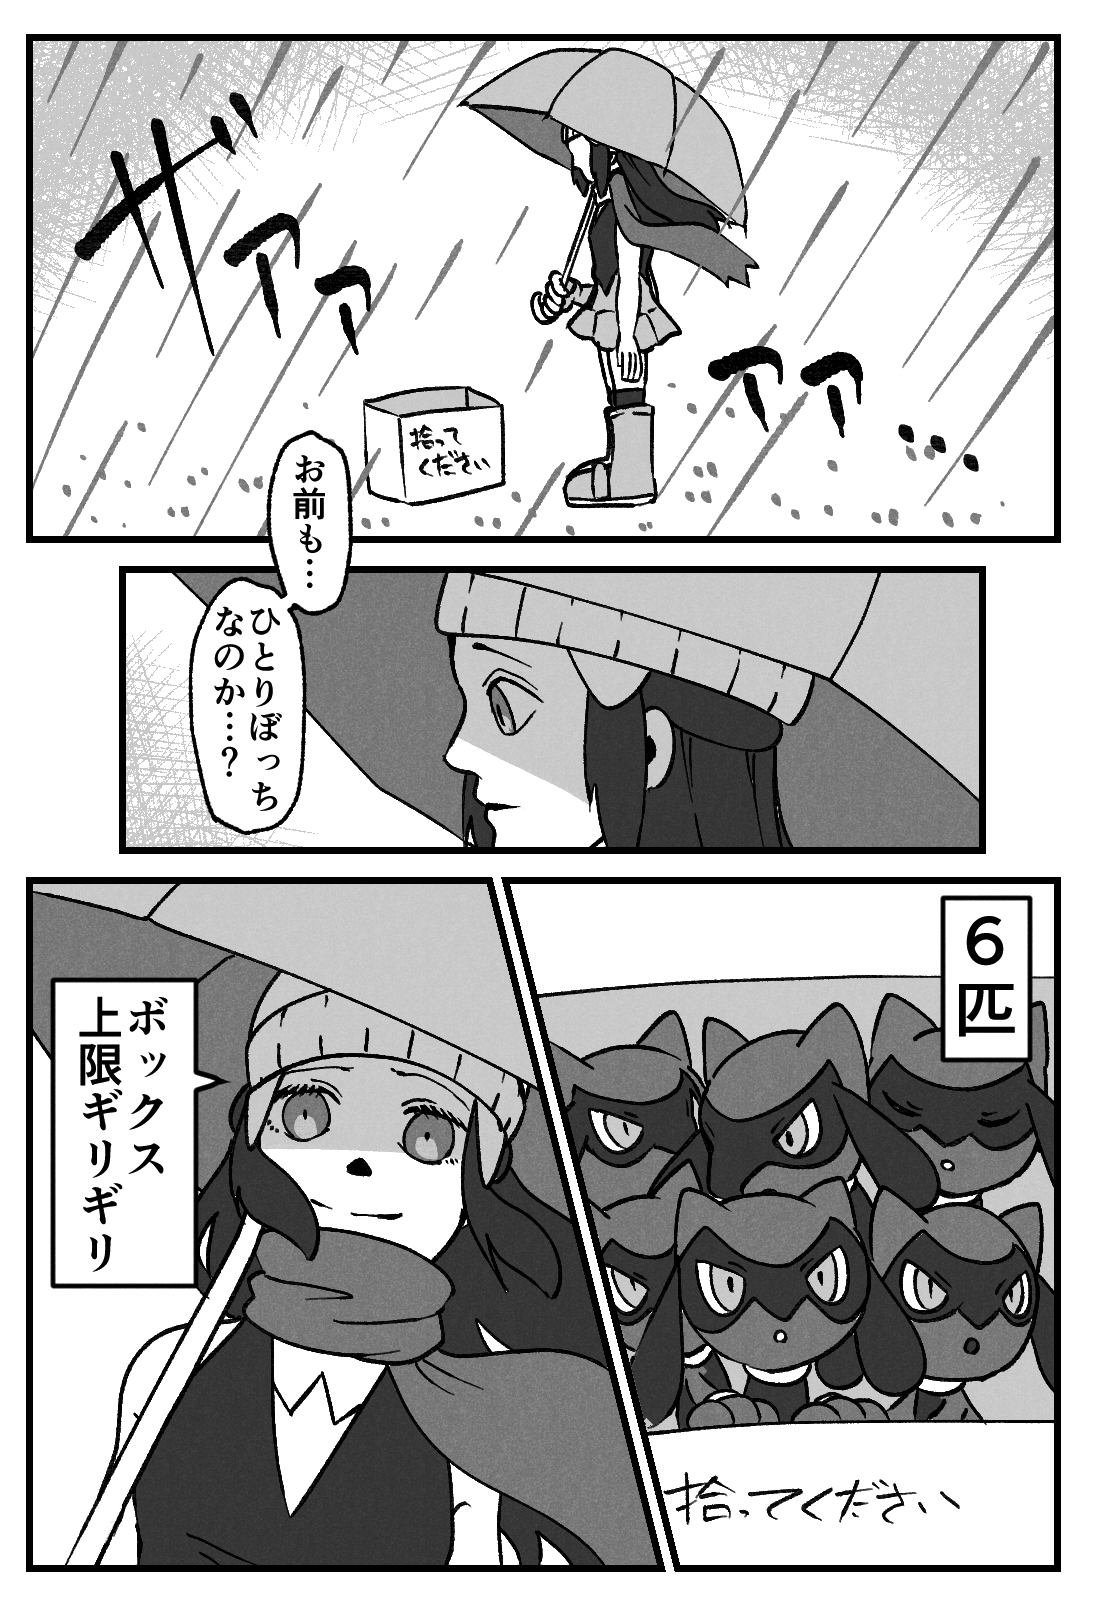 ザァァァァ…
拾って
ください
お前も…
ひとりぼっち
なのか…？
6匹
拾ってください
ボックス
上限ギリギリ